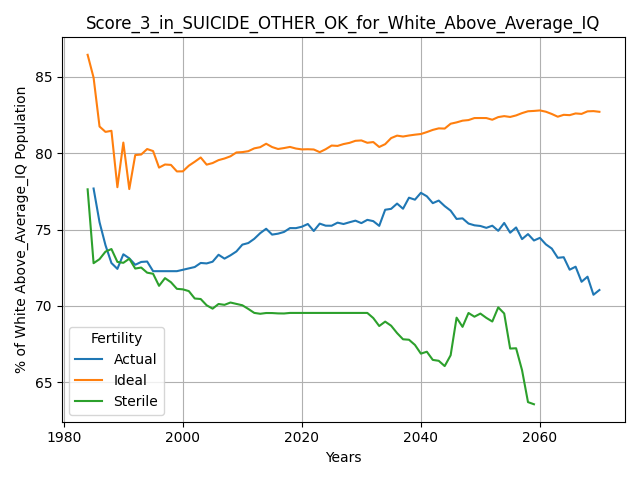 Score_3_in_SUICIDE_OTHER_OK_for_White_Above_Average_IQ
% of White Above_Average_IQ Population
85
80
75
70
65
Fertility
Actual
Ideal
Sterile
1980 2000 2020 2040 2060
Years